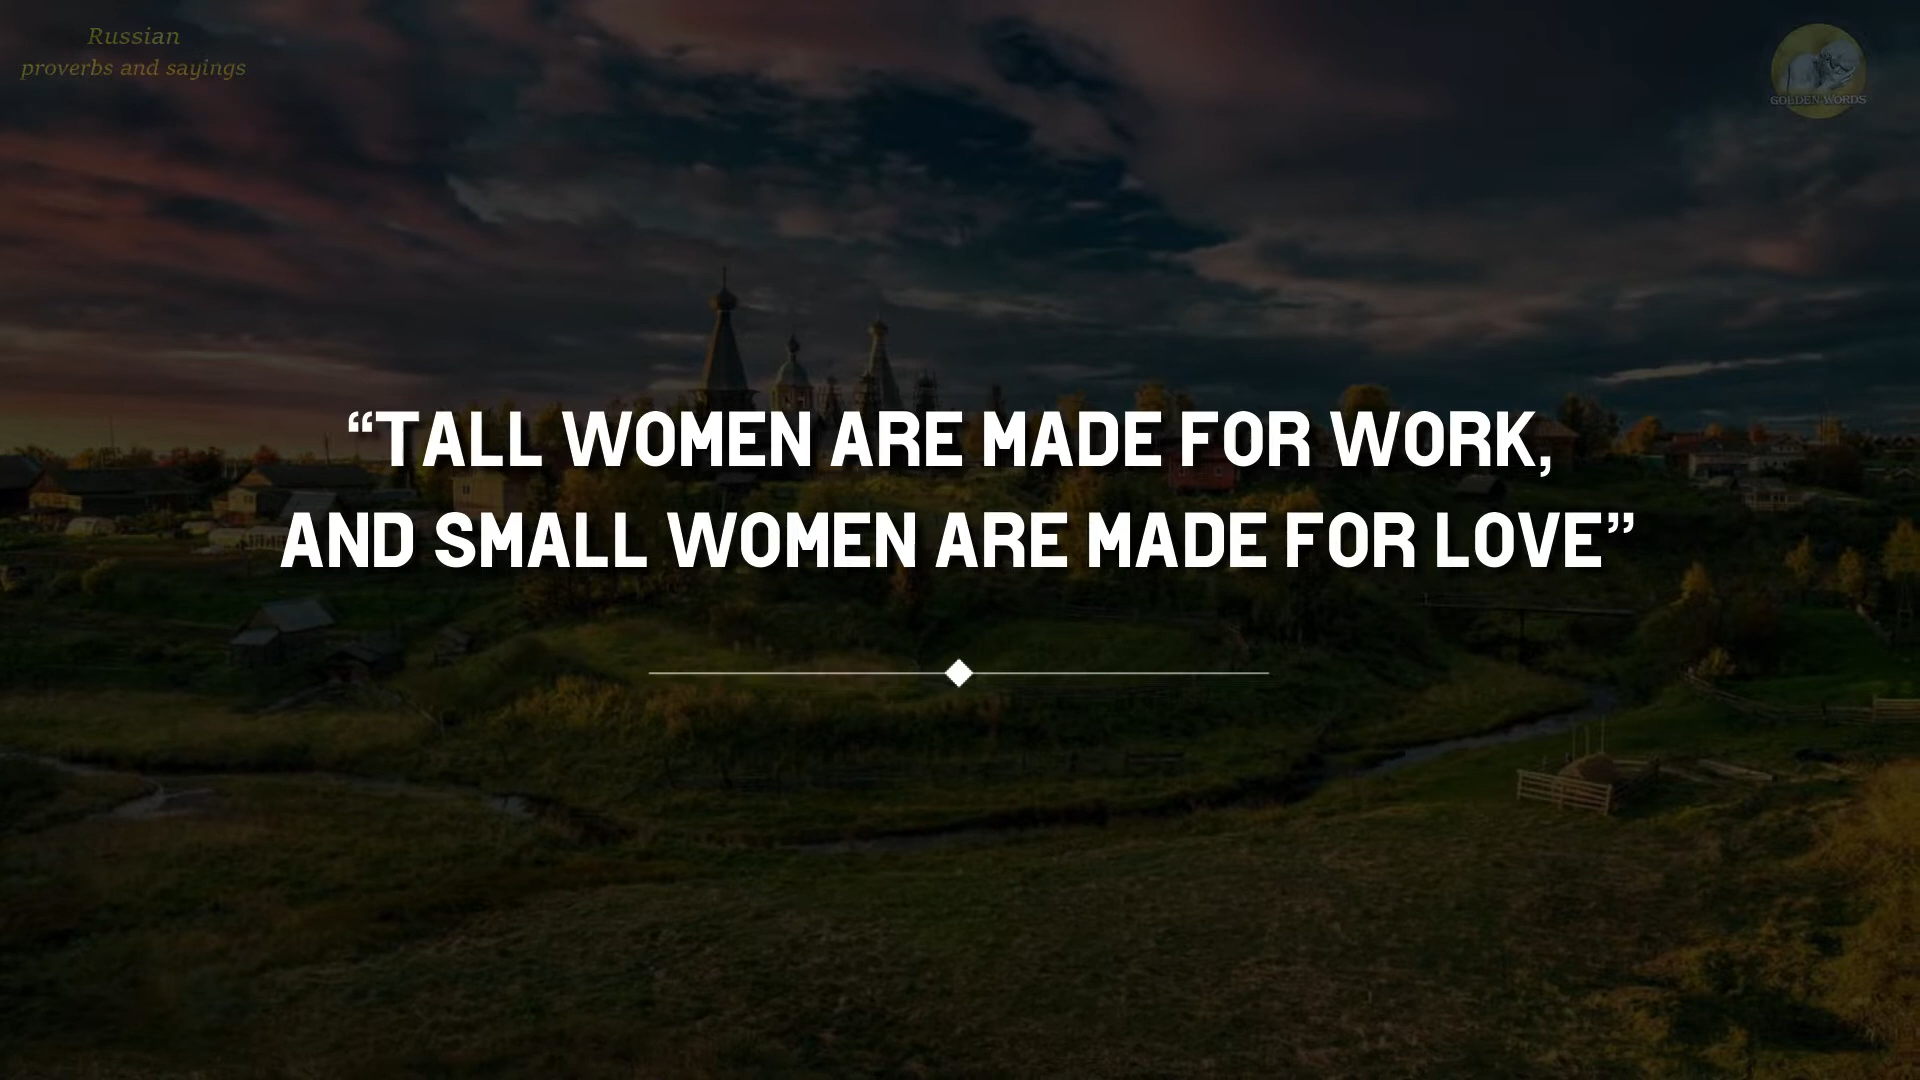 Russian
proverbs and sayings
GOLDEN WORDS
“TALL WOMEN ARE MADE FOR WORK,
AND SMALL WOMEN ARE MADE FOR LOVE”